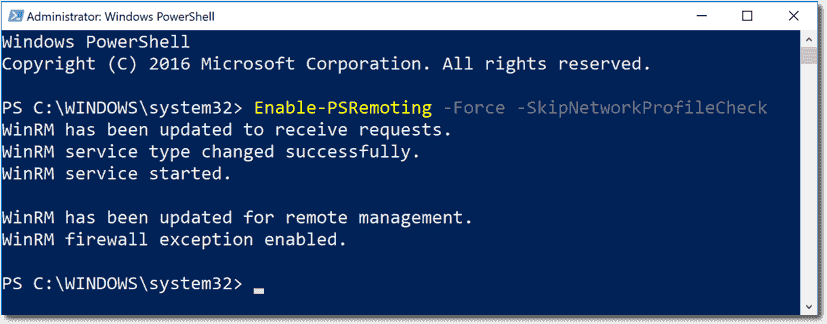 Administrator: Windows PowerShell
Windows PowerShell
Copyright (C) 2016 Microsoft Corporation. All rights reserved.
PS C:\WINDOWS\system32> Enable-PSRemoting -Force -SkipNetworkProfileCheck
WinRM has been updated to receive requests.
WinRM service type changed successfully.
WinRM service started.
WinRM has been updated for remote management.
WinRM firewall exception enabled.
PS C:\WINDOWS\system32>